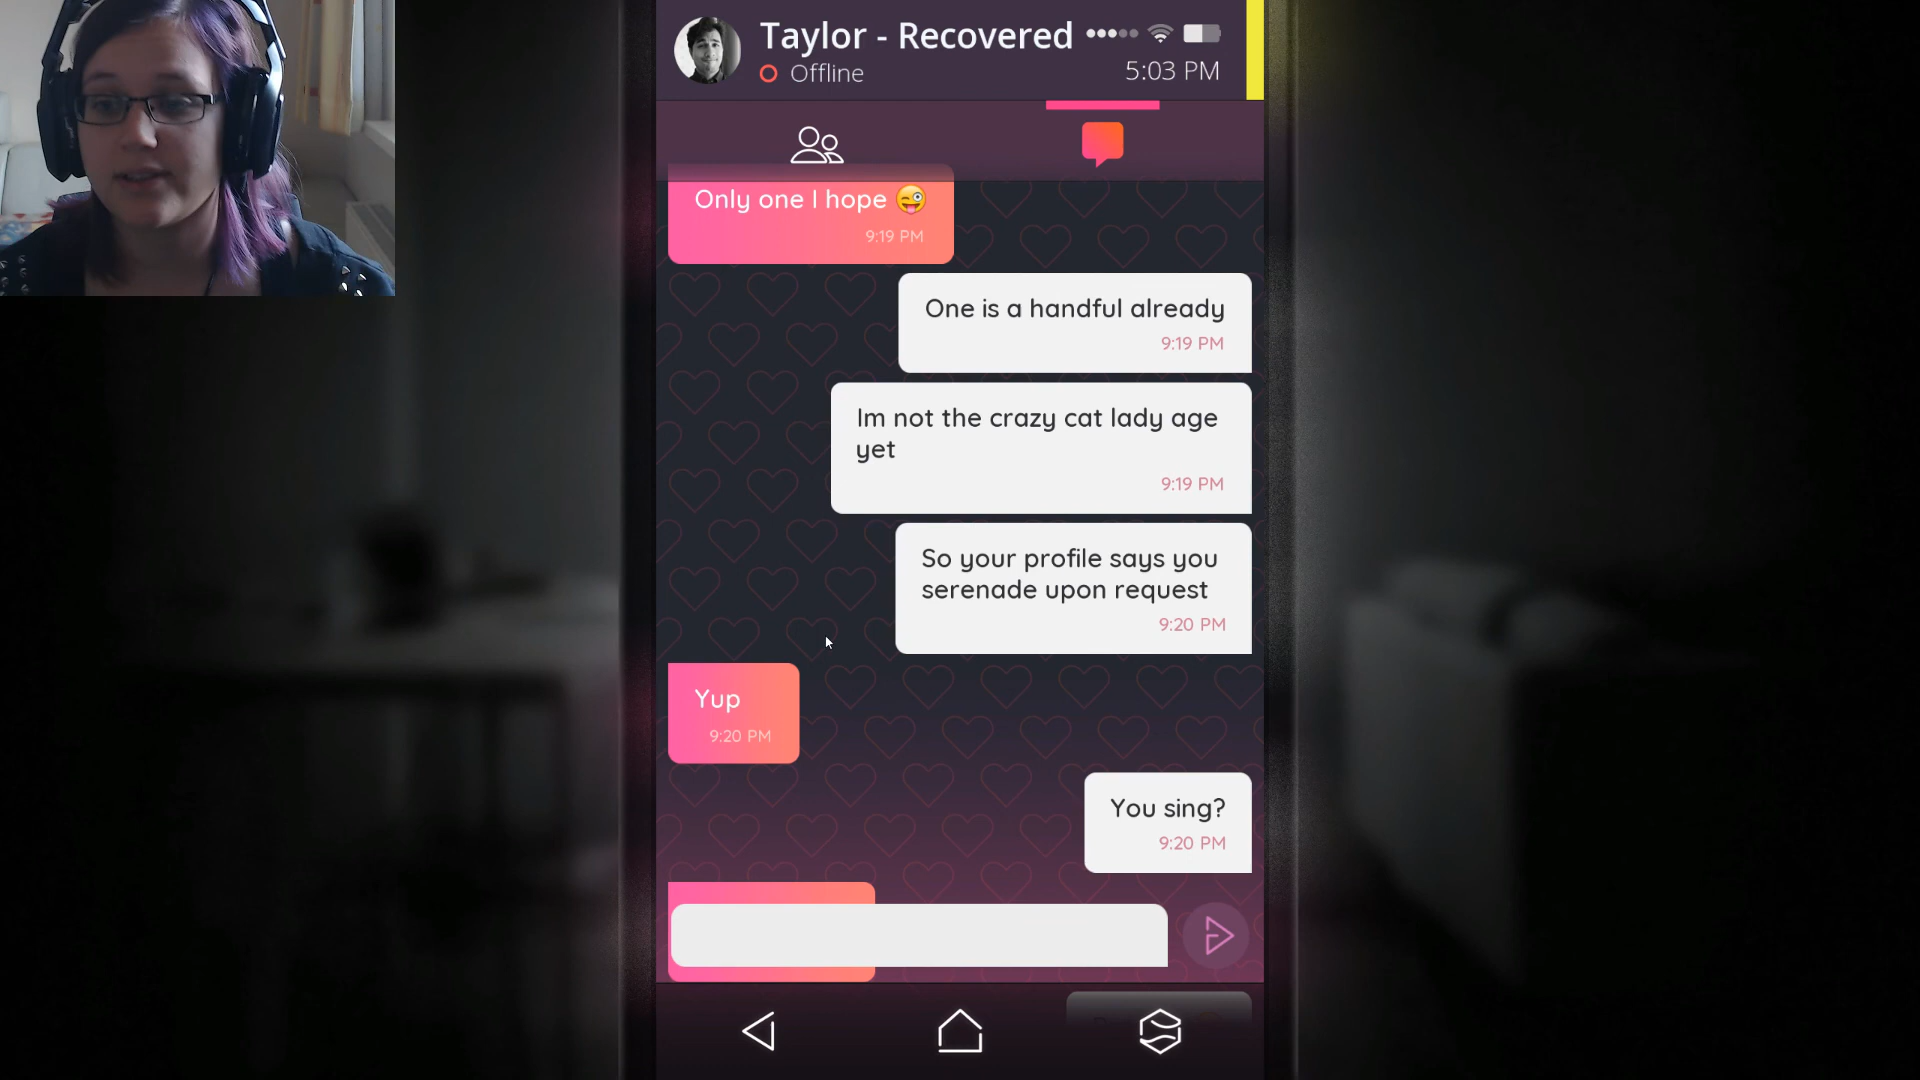 Taylor - Recovered
Offline
5:03 PM
Only one I hope 😜
9:19 PM
One is a handful already
9:19 PM
Im not the crazy cat lady age
yet
9:19 PM
So your profile says you
serenade upon request
9:20 PM
Yup
9:20 PM
You sing?
9:20 PM